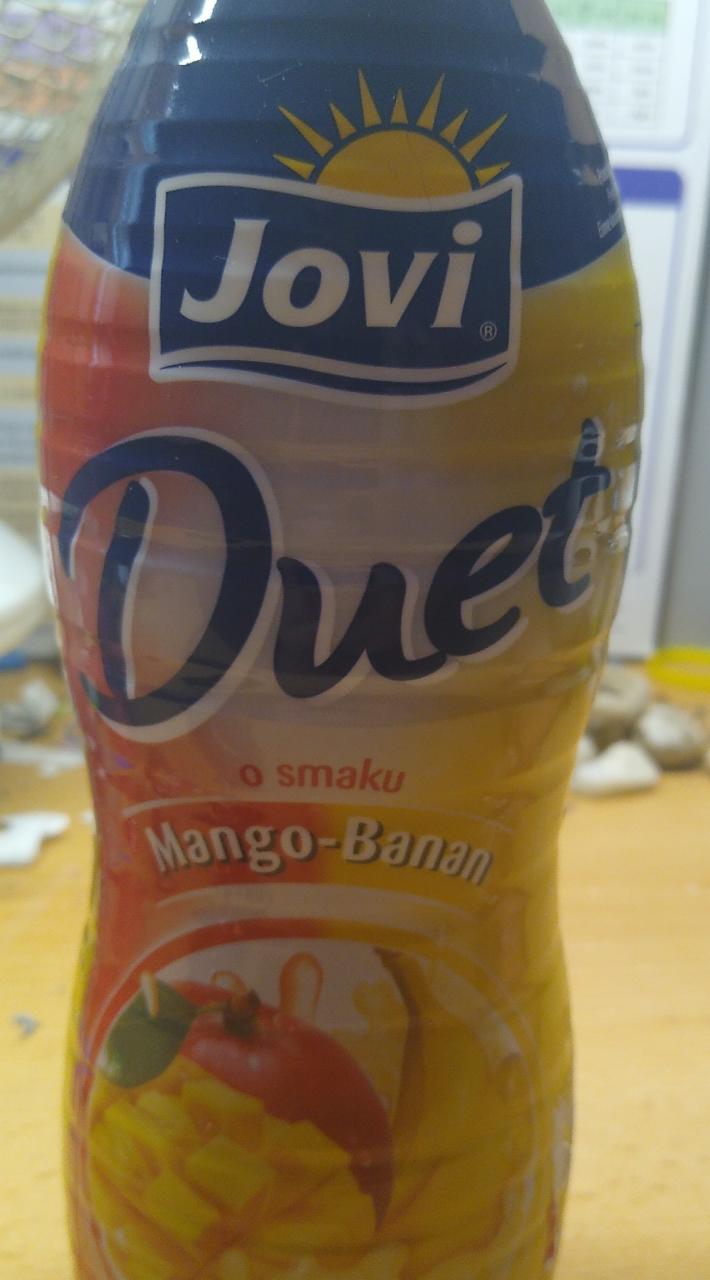 Jovi
®
Duet
o smaku
Mango-Banan